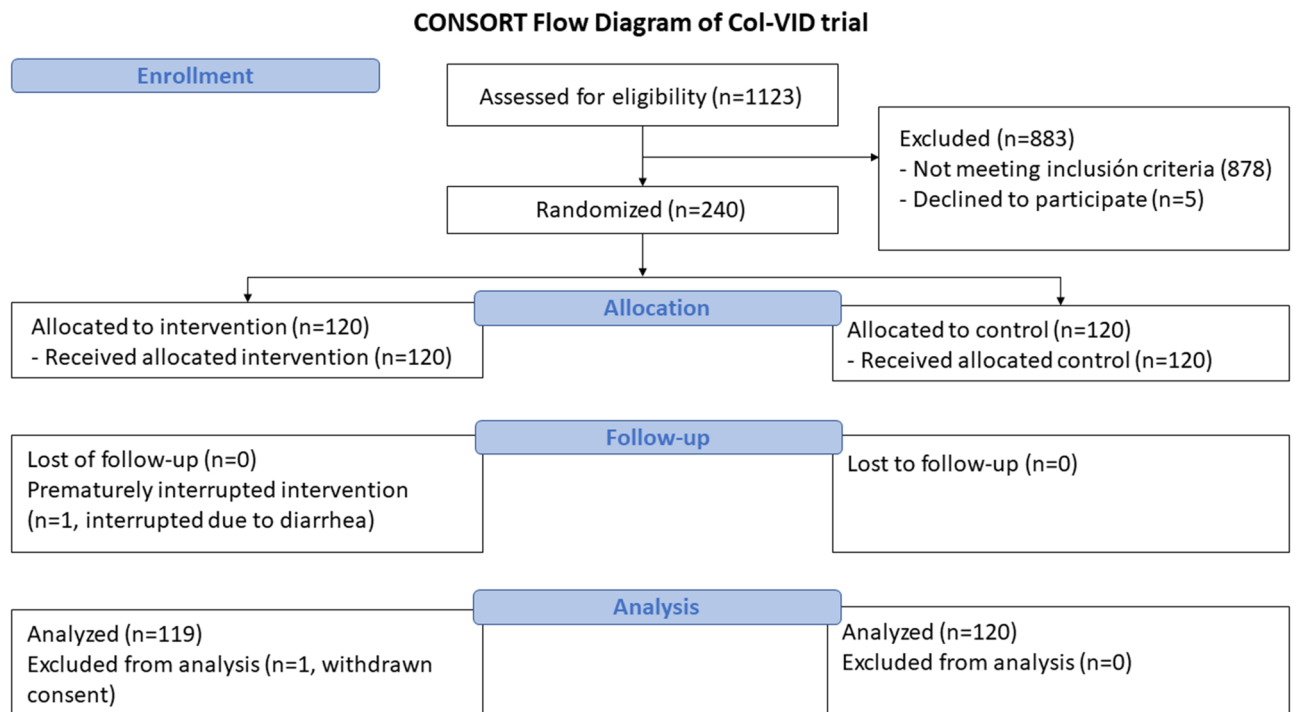 CONSORT Flow Diagram of Col-VID trial
Enrollment
Assessed for eligibility (n=1123)
Excluded (n=883)
- Not meeting inclusión criteria (878)
- Declined to participate (n=5)
Randomized (n=240)
Allocation
Allocated to intervention (n=120)
- Received allocated intervention (n=120)
Allocated to control (n=120)
- Received allocated control (n=120)
Follow-up
Lost of follow-up (n=0)
Prematurely interrupted intervention
(n=1, interrupted due to diarrhea)
Lost to follow-up (n=0)
Analysis
Analyzed (n=119)
Excluded from analysis (n=1, withdrawn
consent)
Analyzed (n=120)
Excluded from analysis (n=0)